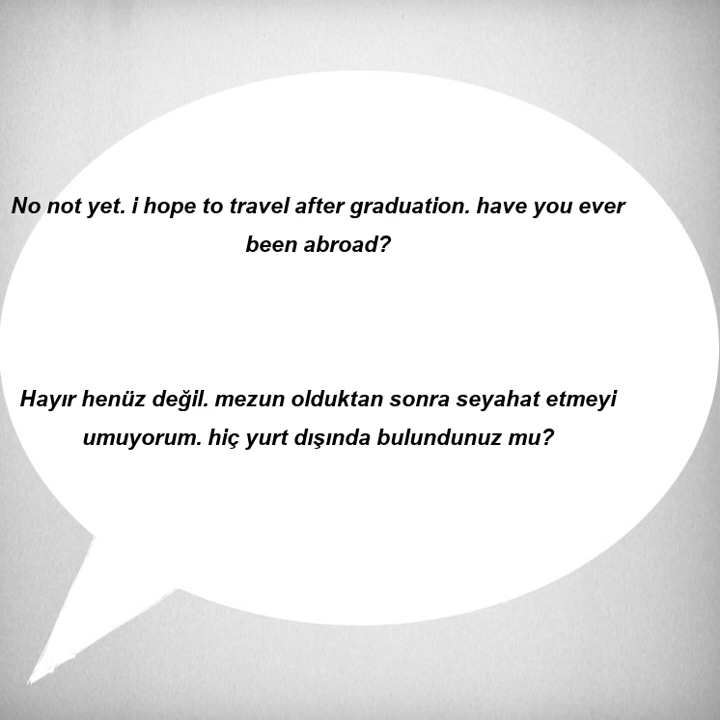 No not yet. i hope to travel after graduation. have you ever
been abroad?
Hayır henüz değil. mezun olduktan sonra seyahat etmeyi
umuyorum. hiç yurt dışında bulundunuz mu?